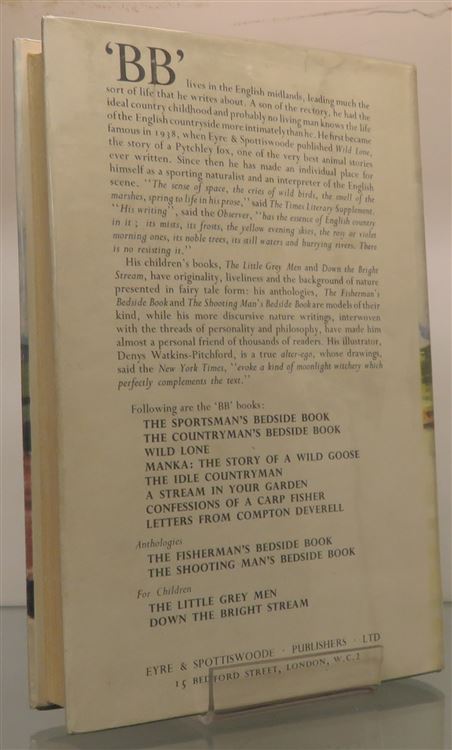 'BB'
lives in the English midlands, leading much the
sort of life that he writes about. A son of the rectory, he had the
ideal country childhood and probably no living man knows the life
of the English countryside more intimately than he. He first became
famous in 1938, when Eyre & Spottiswoode published Wild Lone,
the story of a Pytchley fox, one of the very best animal stories
ever written. Since then he has made an individual place for
himself as a sporting naturalist and an interpreter of the English
scene. "The sense of space, the cries of wild birds, the smell of the
marshes, spring to life in his prose," said The Times Literary Supplement.
"His writing", said the Observer, "has the essence of English country
in it ; its mists, its frosts, the yellow evening skies, the rosy or violet
morning ones, its noble trees, its still waters and hurrying rivers. There
is no resisting it."
His children's books, The Little Grey Men and Down the Bright
Stream, have originality, liveliness and the background of nature
presented in fairy tale form: his anthologies, The Fisherman's
Bedside Book and The Shooting Man's Bedside Book are models of their
kind, while his more discursive nature writings, interwoven
with the threads of personality and philosophy, have made him
almost a personal friend of thousands of readers. His illustrator,
Denys Watkins-Pitchford, is a true alter-ego, whose drawings,
said the New York Times, "evoke a kind of moonlight witchery which
perfectly complements the text."
Following are the 'BB' books:
THE SPORTSMAN'S BEDSIDE BOOK
THE COUNTRYMAN'S BEDSIDE BOOK
WILD LONE
MANKA: THE STORY OF A WILD GOOSE
THE IDLE COUNTRYMAN
A STREAM IN YOUR GARDEN
CONFESSIONS OF A CARP FISHER
LETTERS FROM COMPTON DEVERELL
Anthologies
THE FISHERMAN'S BEDSIDE BOOK
THE SHOOTING MAN'S BEDSIDE BOOK
For Children
THE LITTLE GREY MEN
DOWN THE BRIGHT STREAM
EYRE & SPOTTISWOODE · PUBLISHERS · LTD
15 BEDFORD STREET, LONDON, W.C.2